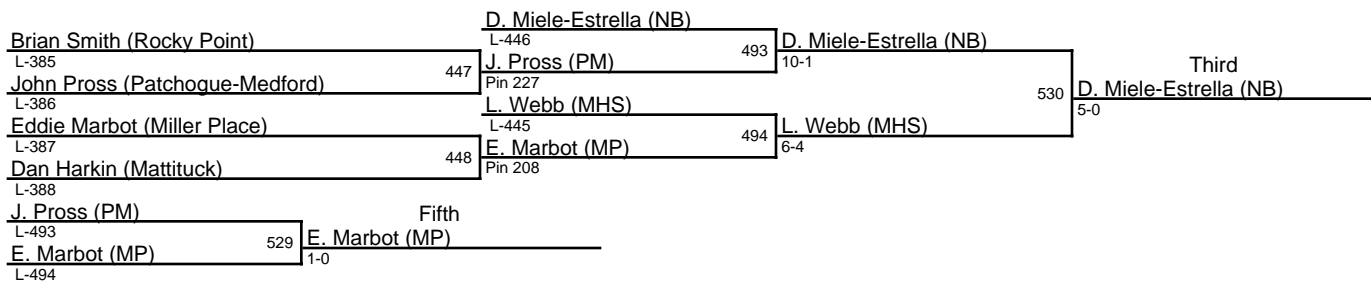 D. Miele-Estrella (NB)
Brian Smith (Rocky Point)
L-446
493
D. Miele-Estrella (NB)
L-385
447
J. Pross (PM)
10-1
John Pross (Patchogue-Medford)
Pin 227
Third
L-386
530
D. Miele-Estrella (NB)
L. Webb (MHS)
5-0
Eddie Marbot (Miller Place)
L-445
494
L. Webb (MHS)
L-387
448
E. Marbot (MP)
6-4
Dan Harkin (Mattituck)
Pin 208
L-388
J. Pross (PM)
Fifth
L-493
529
E. Marbot (MP)
E. Marbot (MP)
1-0
L-494